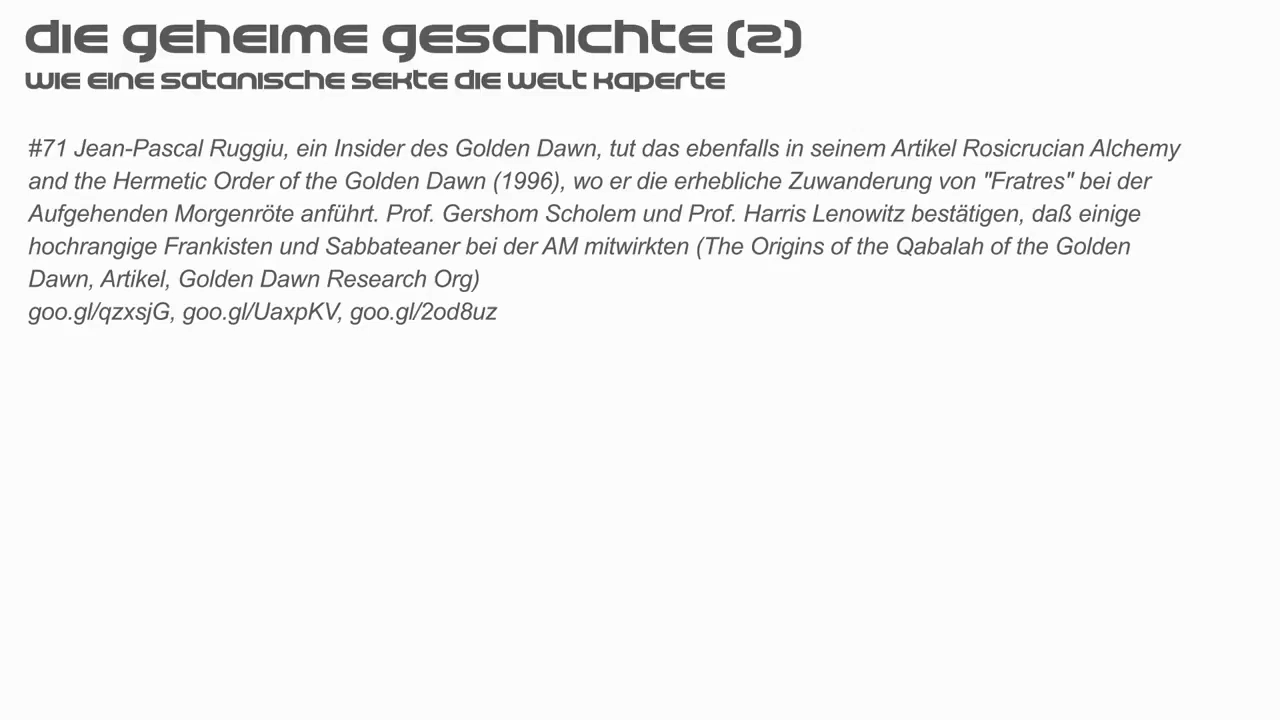 die geheime geschichte (2)
wie eine satanische sekte die welt kaperte
#71 Jean-Pascal Ruggiu, ein Insider des Golden Dawn, tut das ebenfalls in seinem Artikel Rosicrucian Alchemy
and the Hermetic Order of the Golden Dawn (1996), wo er die erhebliche Zuwanderung von "Fratres" bei der
Aufgehenden Morgenröte anführt. Prof. Gershom Scholem und Prof. Harris Lenowitz bestätigen, daß einige
hochrangige Frankisten und Sabbateaner bei der AM mitwirkten (The Origins of the Qabalah of the Golden
Dawn, Artikel, Golden Dawn Research Org)
goo.gl/qzxsjG, goo.gl/UaxpKV, goo.gl/2od8uz